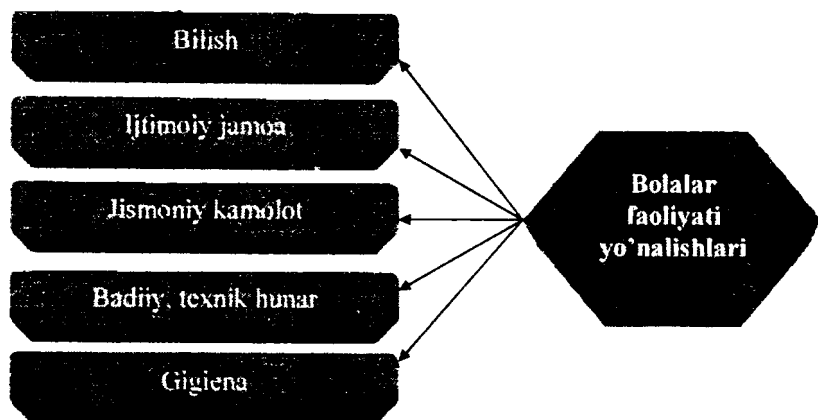 Bilish
Ijtimoiy jamoa
Jismoniy kamolot
Badiiy, texnik hunar
Gigiena
Bolalar
faoliyati
yo'nalishlari